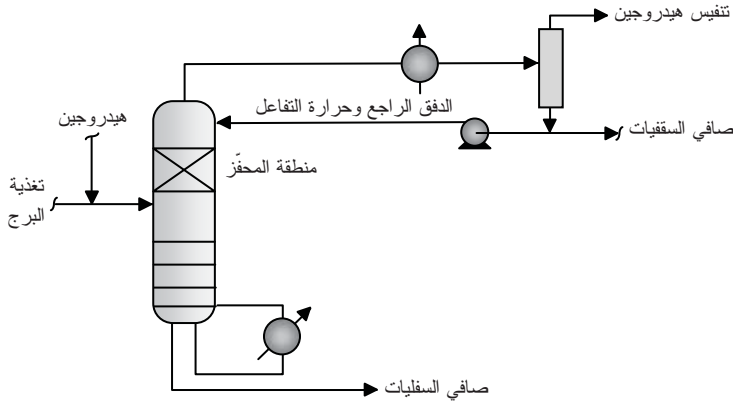 تنفيس هيدروجين
الدفق الراجع وحرارة التفاعل
هيدروجين
صافي السقفيات
منطقة المحفّز
تغذية
البرج
صافي السفليات